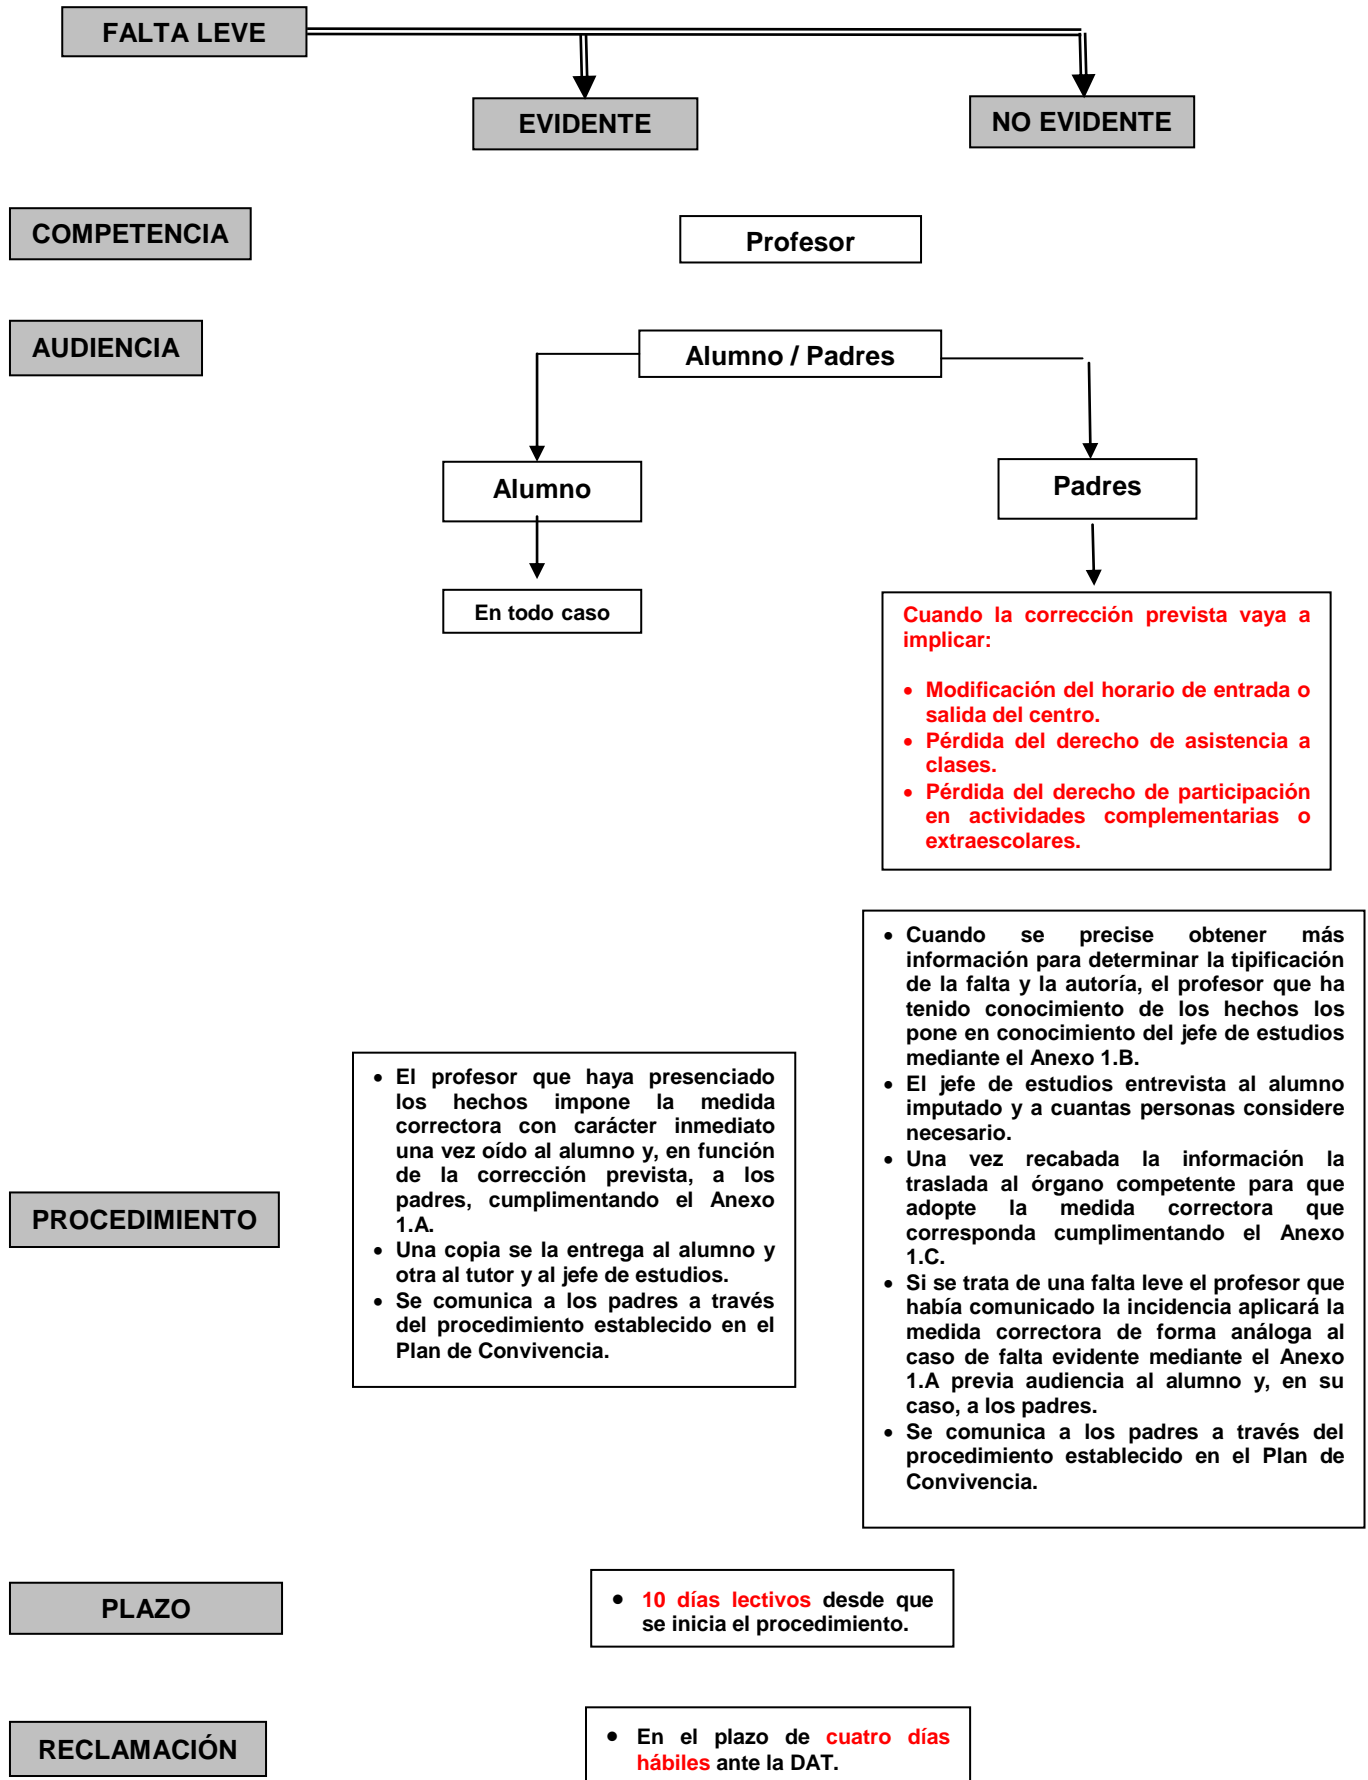 FALTA LEVE
EVIDENTE
NO EVIDENTE
COMPETENCIA
Profesor
AUDIENCIA
Alumno / Padres
Alumno
Padres
En todo caso
Cuando la corrección prevista vaya a
implicar:
• Modificación del horario de entrada o
salida del centro.
• Pérdida del derecho de asistencia a
clases.
• Pérdida del derecho de participación
en actividades complementarias o
extraescolares.
PROCEDIMIENTO
• El profesor que haya presenciado
los hechos impone la medida
correctora con carácter inmediato
una vez oído al alumno y, en función
de la corrección prevista, a los
padres, cumplimentando el Anexo
1.A.
• Una copia se la entrega al alumno y
otra al tutor y al jefe de estudios.
• Se comunica a los padres a través
del procedimiento establecido en el
Plan de Convivencia.
• Cuando se precise obtener más
información para determinar la tipificación
de la falta y la autoría, el profesor que ha
tenido conocimiento de los hechos los
pone en conocimiento del jefe de estudios
mediante el Anexo 1.B.
• El jefe de estudios entrevista al alumno
imputado y a cuantas personas considere
necesario.
• Una vez recabada la información la
traslada al órgano competente para que
adopte la medida correctora que
corresponda cumplimentando el Anexo
1.C.
• Si se trata de una falta leve el profesor que
había comunicado la incidencia aplicará la
medida correctora de forma análoga al
caso de falta evidente mediante el Anexo
1.A previa audiencia al alumno y, en su
caso, a los padres.
• Se comunica a los padres a través del
procedimiento establecido en el Plan de
Convivencia.
PLAZO
• 10 días lectivos desde que
se inicia el procedimiento.
RECLAMACIÓN
• En el plazo de cuatro días
hábiles ante la DAT.